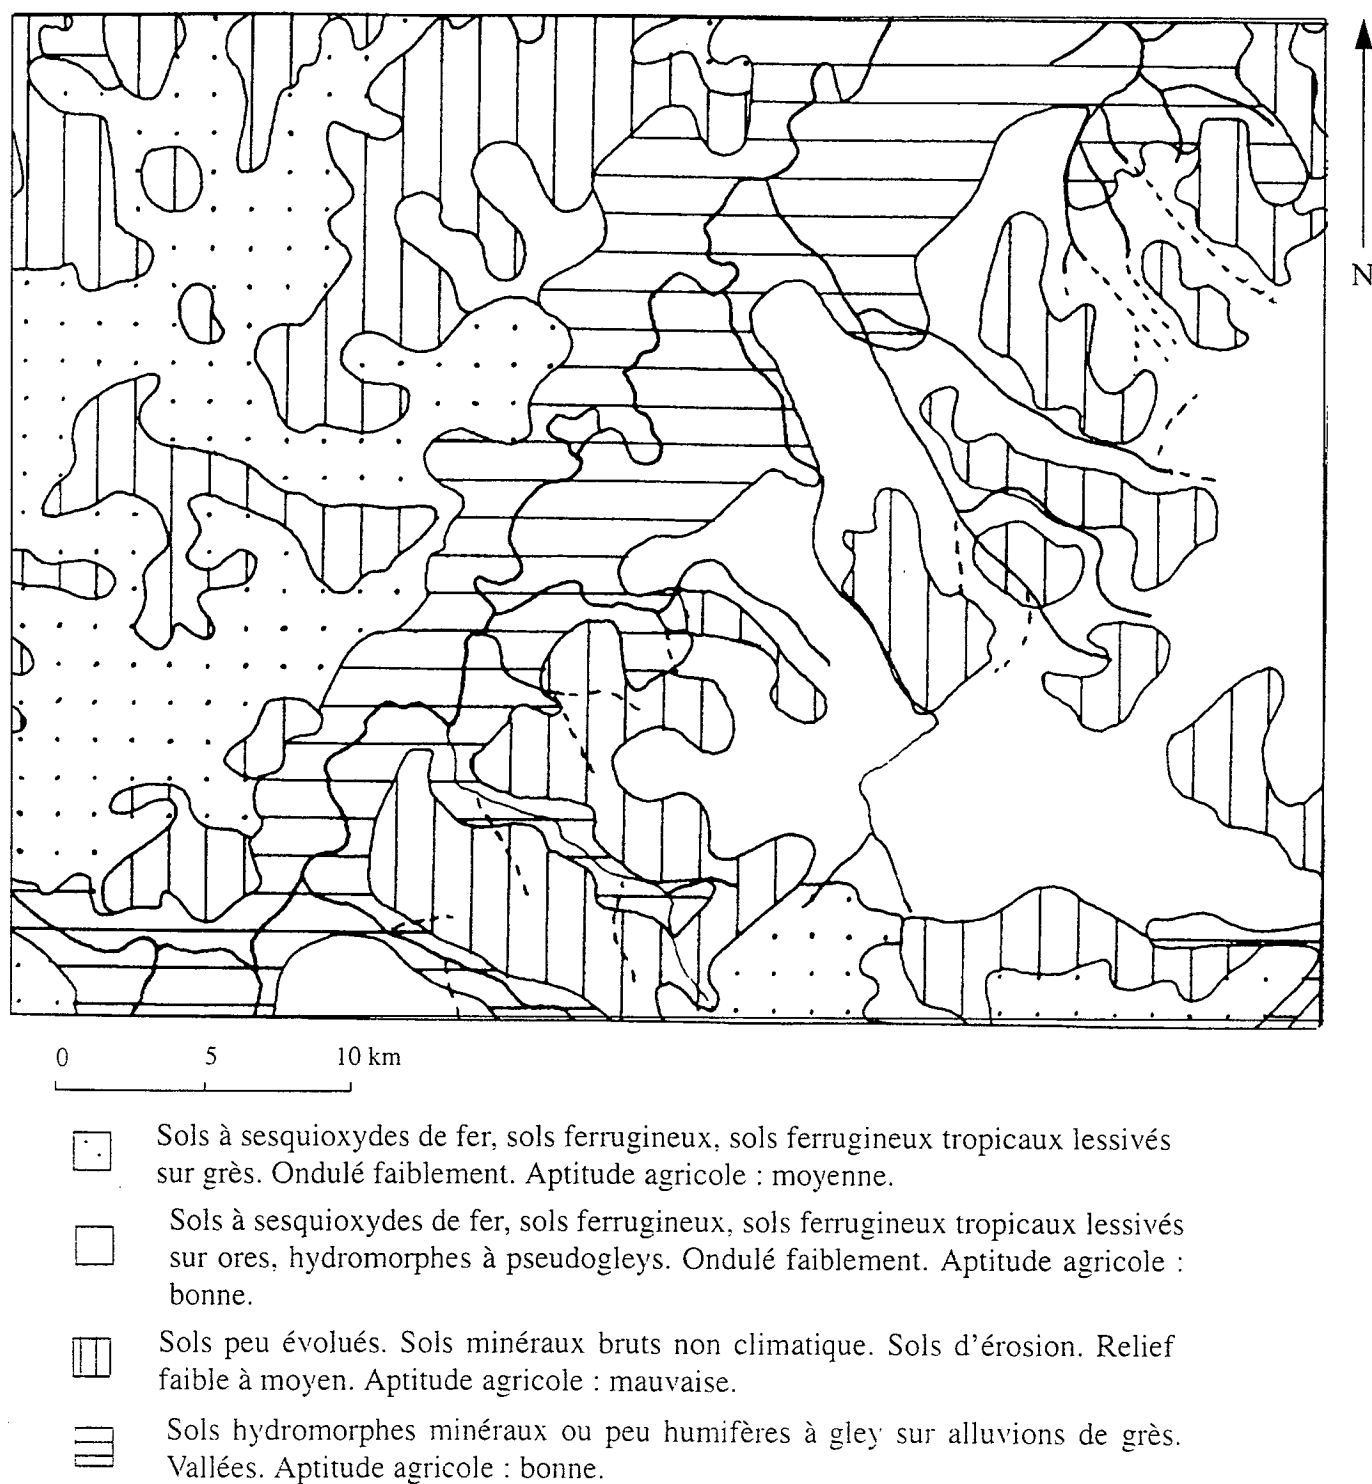 N
0 5 10 km
Sols à sesquioxydes de fer, sols ferrugineux, sols ferrugineux tropicaux lessivés
sur grès. Ondulé faiblement. Aptitude agricole : moyenne.
Sols à sesquioxydes de fer, sols ferrugineux, sols ferrugineux tropicaux lessivés
sur ores, hydromorphes à pseudogleys. Ondulé faiblement. Aptitude agricole :
bonne.
Sols peu évolués. Sols minéraux bruts non climatique. Sols d'érosion. Relief
faible à moyen. Aptitude agricole : mauvaise.
Sols hydromorphes minéraux ou peu humifères à gley sur alluvions de grès.
Vallées. Aptitude agricole : bonne.